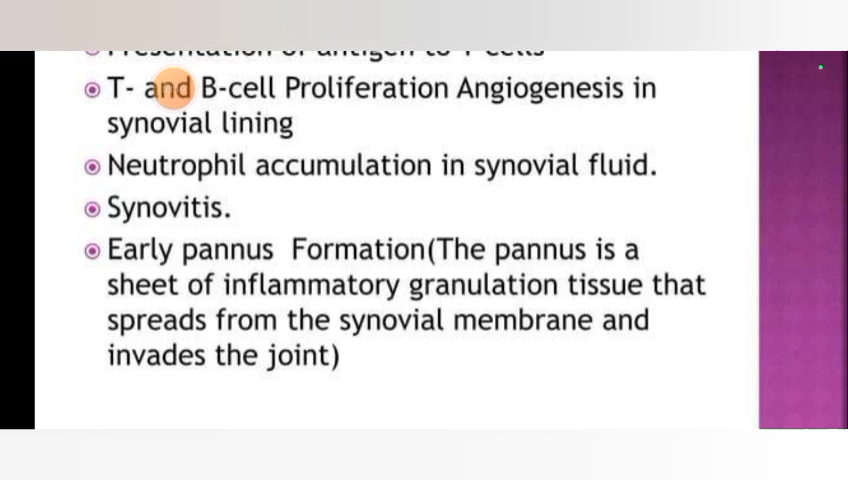 Presentation of antigen to T cells
T- and B-cell Proliferation Angiogenesis in
synovial lining
Neutrophil accumulation in synovial fluid.
Synovitis.
Early pannus  Formation(The pannus is a
sheet of inflammatory granulation tissue that
spreads from the synovial membrane and
invades the joint)